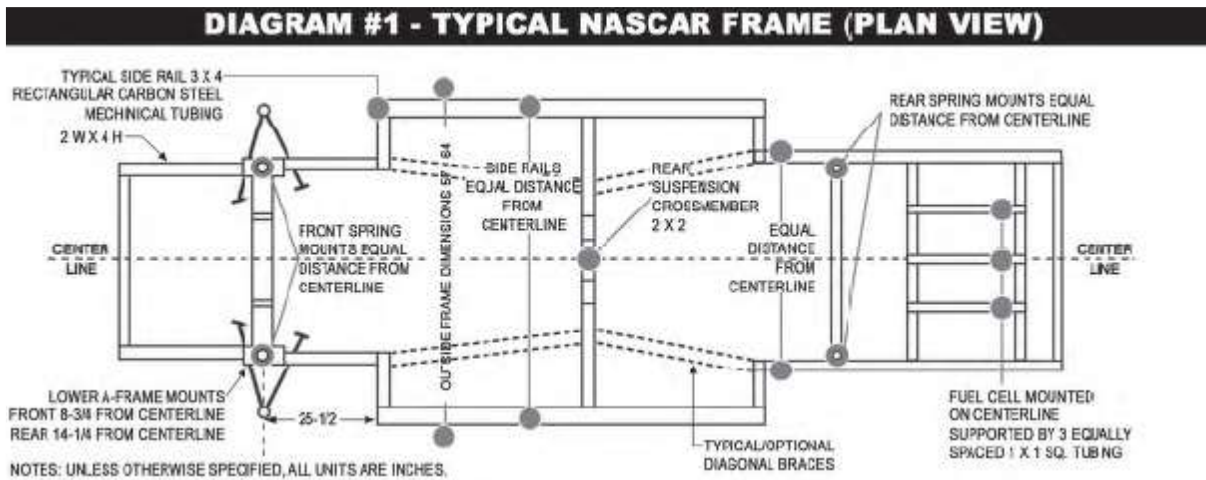 DIAGRAM #1 - TYPICAL NASCAR FRAME (PLAN VIEW)
TYPICAL SIDE RAIL 3 X 4
RECTANGULAR CARBON STEEL
MECHNICAL TUBING
2 W X 4 H
CENTER
LINE
FRONT SPRING
MOUNTS EQUAL
DISTANCE FROM
CENTERLINE
LOWER A-FRAME MOUNTS
FRONT 8-3/4 FROM CENTERLINE
REAR 14-1/4 FROM CENTERLINE
25-1/2
OUTSIDE FRAME DIMENSIONS 57 - 64
SIDE RAILS
EQUAL DISTANCE
FROM
CENTERLINE
REAR
SUSPENSION
CROSSMEMBER
2 X 2
EQUAL
DISTANCE
FROM
CENTERLINE
TYPICAL/OPTIONAL
DIAGONAL BRACES
REAR SPRING MOUNTS EQUAL
DISTANCE FROM CENTERLINE
CENTER
LINE
FUEL CELL MOUNTED
ON CENTERLINE
SUPPORTED BY 3 EQUALLY
SPACED 1 X 1 SQ. TUBING
NOTES: UNLESS OTHERWISE SPECIFIED, ALL UNITS ARE INCHES.